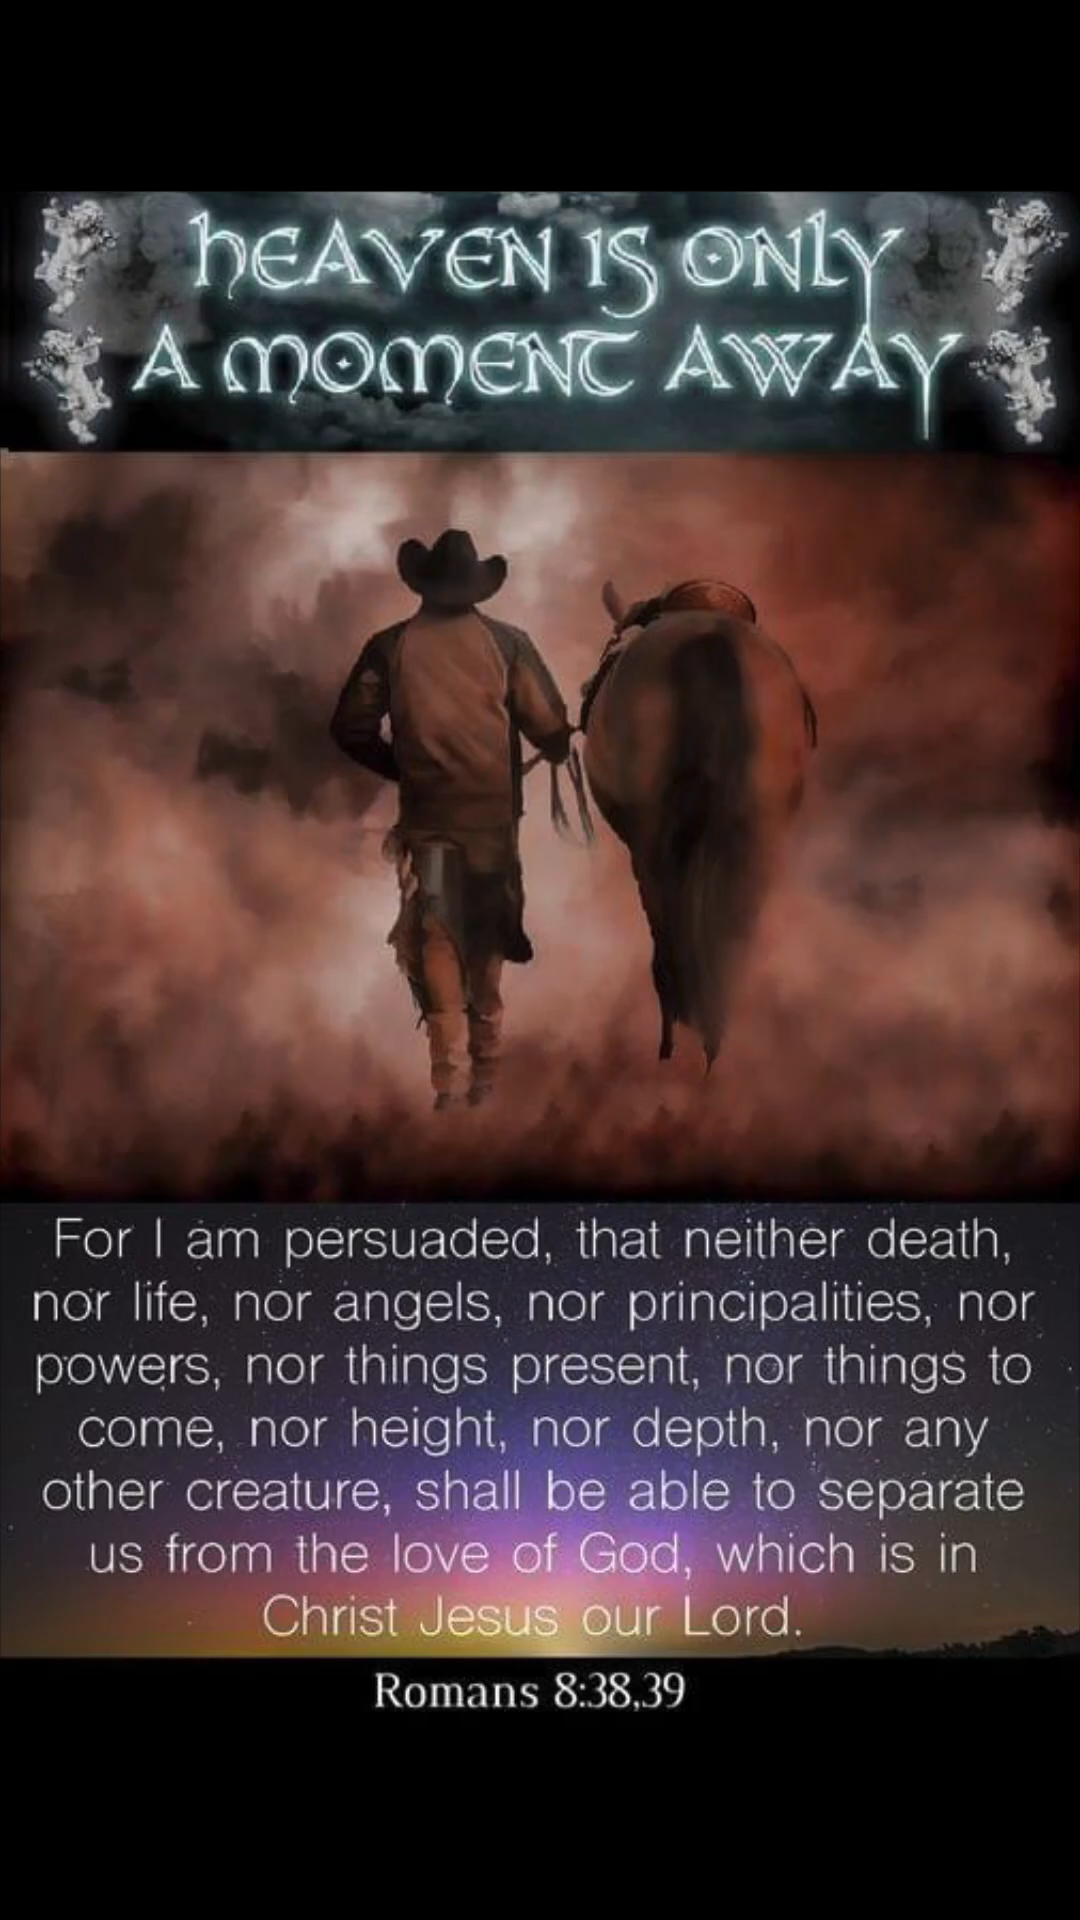 HEAVEN IS ONLY
A MOMENT AWAY
For I am persuaded, that neither death,
nor life, nor angels, nor principalities, nor
powers, nor things present, nor things to
come, nor height, nor depth, nor any
other creature, shall be able to separate
us from the love of God, which is in
Christ Jesus our Lord.
Romans 8:38,39